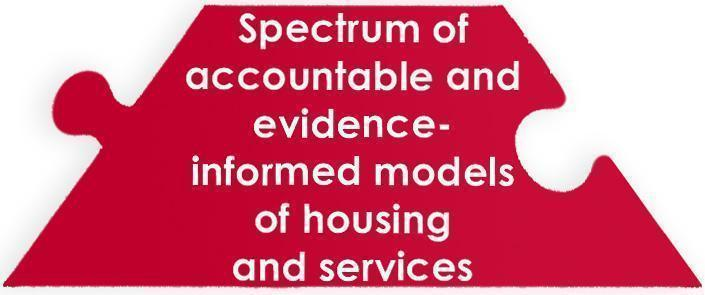 Spectrum of
accountable and
evidence-
informed models
of housing
and services